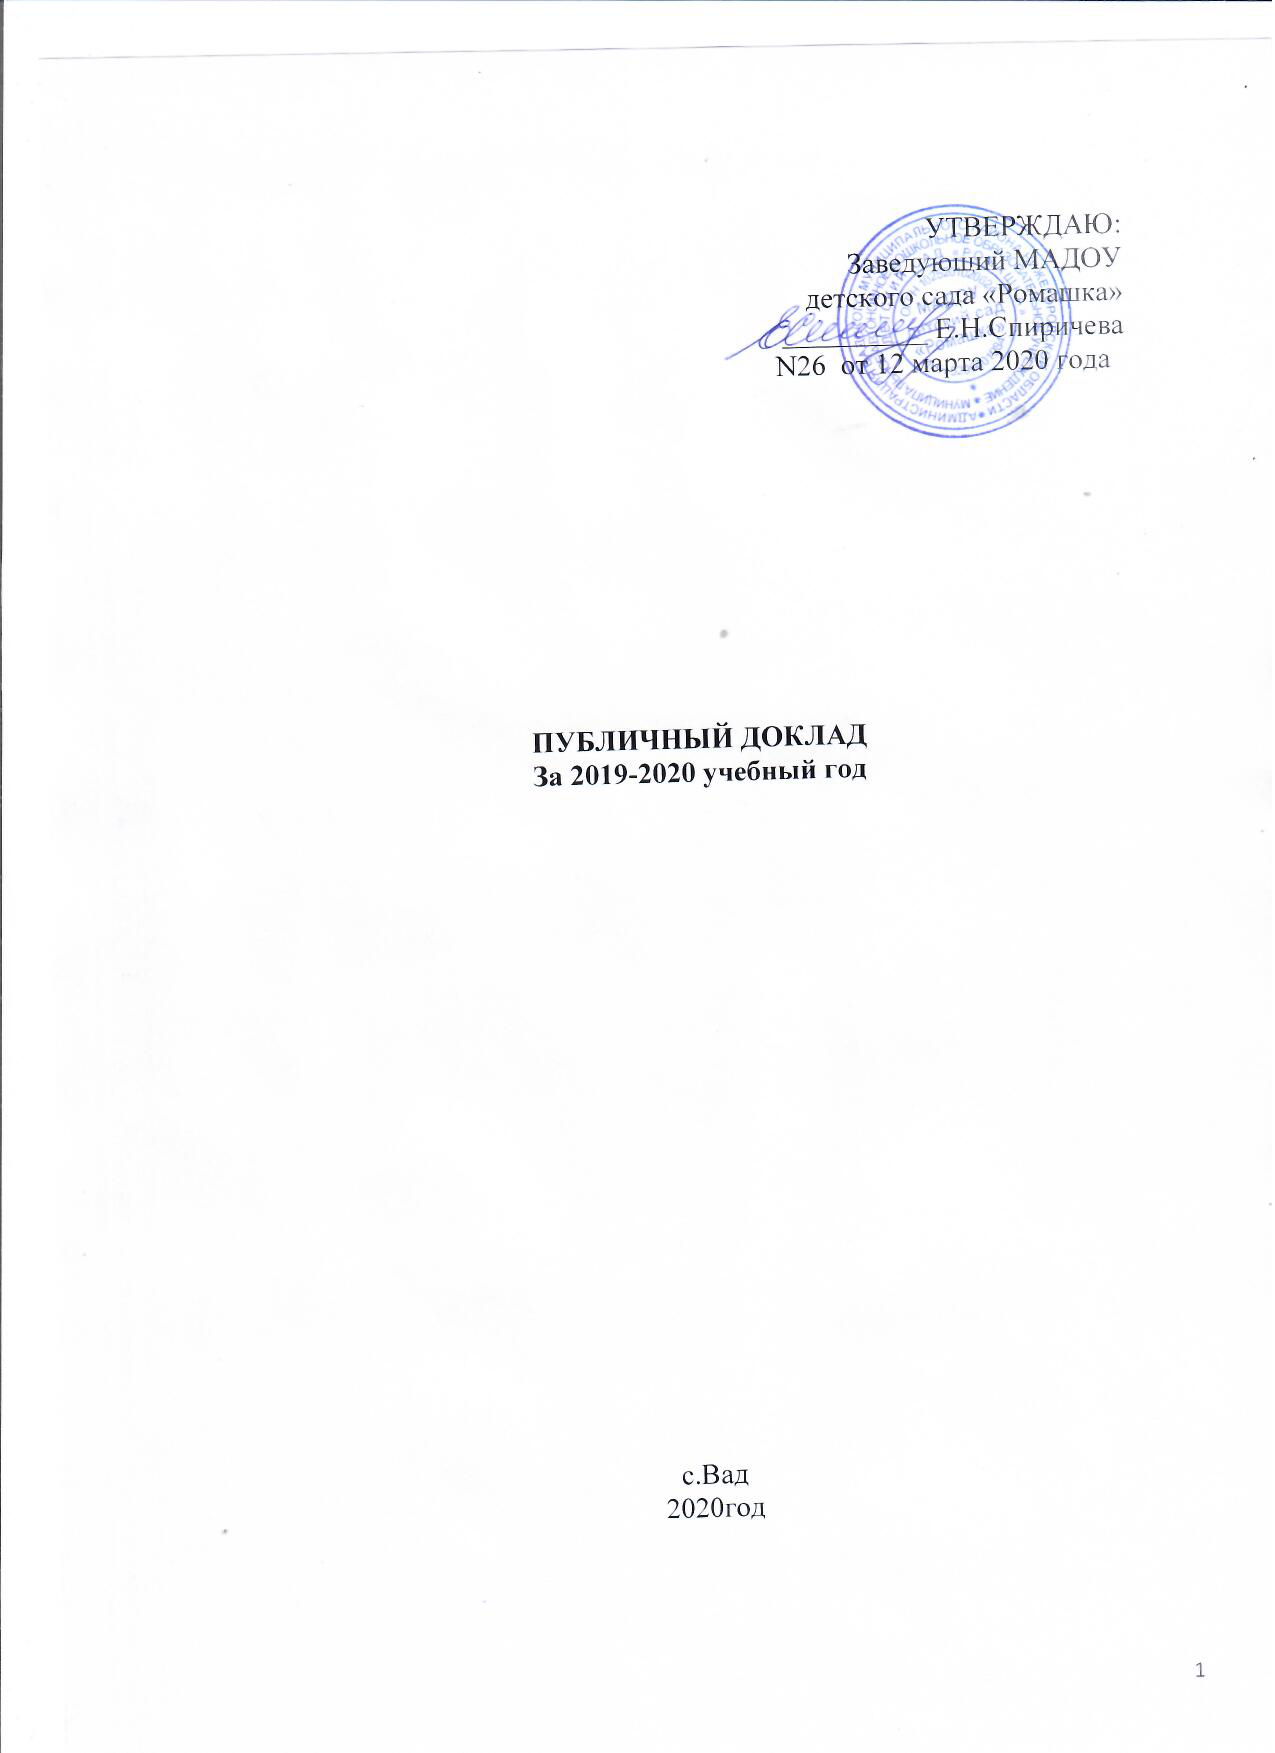 УТВЕРЖДАЮ:
Заведующий МАДОУ
детского сада «Ромашка»
____________ Е.Н.Спиричева
N26 от 12 марта 2020 года
ПУБЛИЧНЫЙ ДОКЛАД
За 2019-2020 учебный год
с.Вад
2020год
1